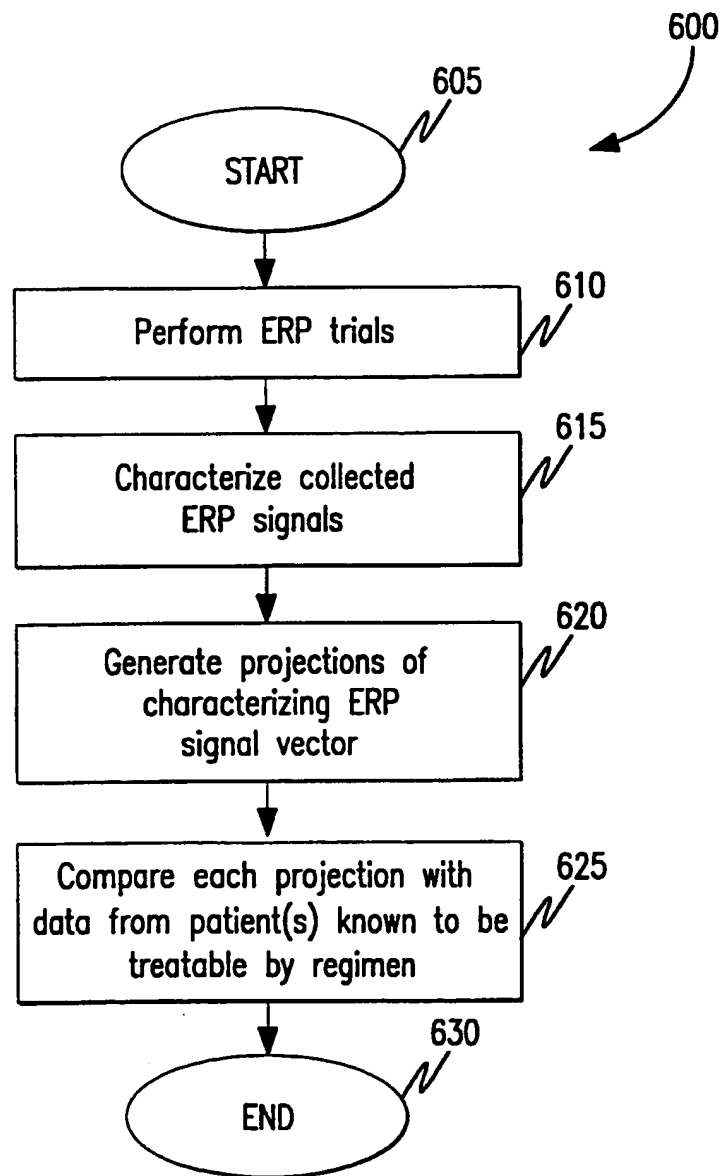 600
605
START
610
Perform ERP trials
615
Characterize collected
ERP signals
620
Generate projections of
characterizing ERP
signal vector
625
Compare each projection with
data from patient(s) known to be
treatable by regimen
630
END